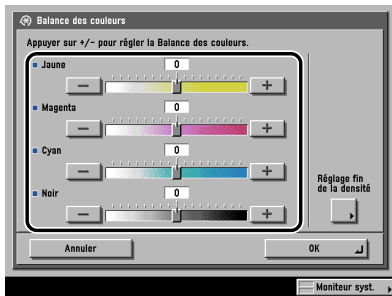 Balance des couleurs
Appuyer sur +/- pour régler la Balance des couleurs.
Jaune
0
- +
Magenta
0
- +
Cyan
0
- +
Noir
0
- +
Réglage fin
de la densité
Annuler
OK
Moniteur syst.